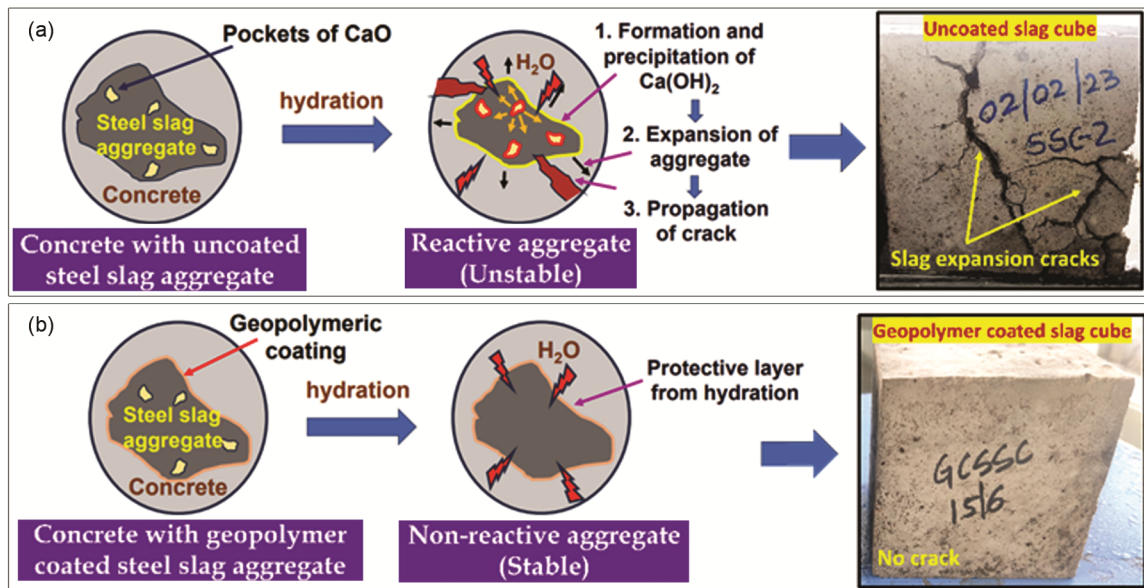 (a)
Pockets of CaO
Steel slag
aggregate
Concrete
Concrete with uncoated
steel slag aggregate
hydration
H₂O
Reactive aggregate
(Unstable)
1. Formation and
precipitation of
Ca(OH)₂
2. Expansion of
aggregate
3. Propagation
of crack
Uncoated slag cube
02/02/23
SSC-2
Slag expansion cracks
(b)
Geopolymeric
coating
Steel slag
aggregate
Concrete
Concrete with geopolymer
coated steel slag aggregate
hydration
H₂O
Non-reactive aggregate
(Stable)
Protective layer
from hydration
Geopolymer coated slag cube
GCSSC
15/6
No crack